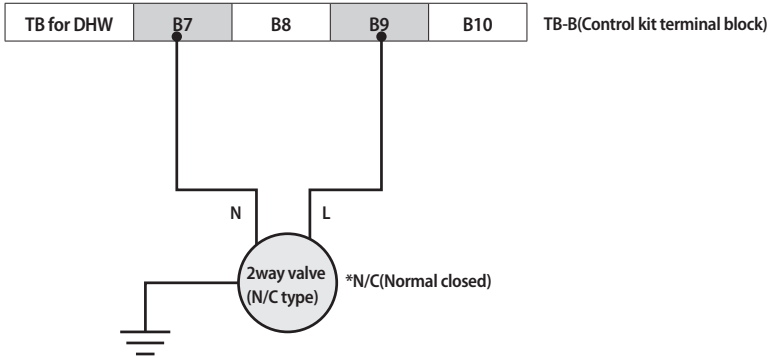 TB for DHW B7 B8 B9 B10 TB-B(Control kit terminal block)
N L
2way valve
(N/C type)
*N/C(Normal closed)